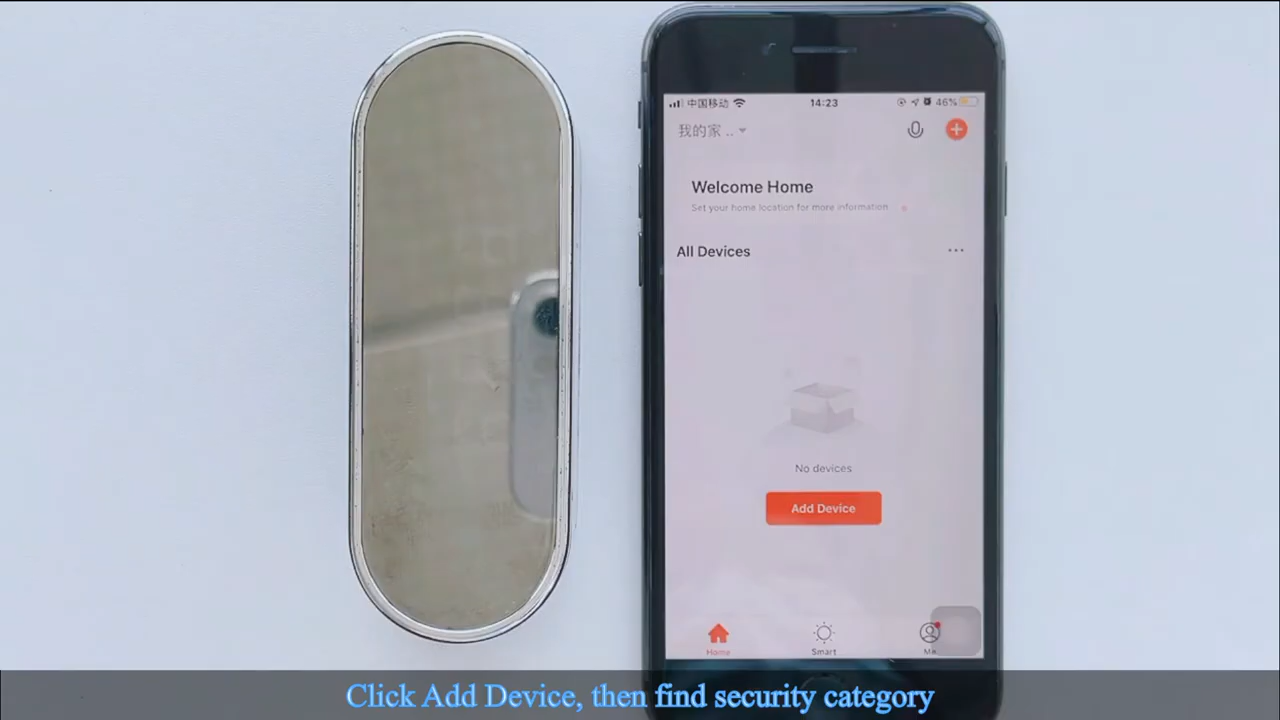 中国移动
14:23
46%
我的家 ..
Welcome Home
Set your home location for more information
All Devices
No devices
Add Device
Home
Smart
Click Add Device, then find security category